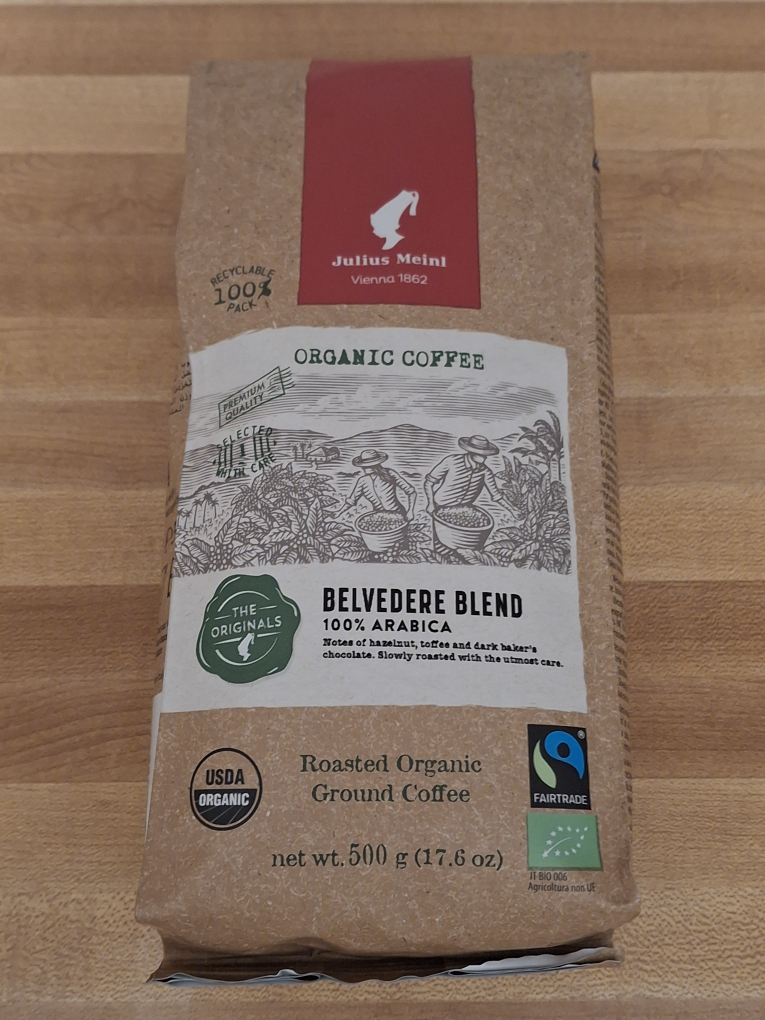 Julius Meinl
Vienna 1862
RECYCLABLE
100%
PACK
ORGANIC COFFEE
PREMIUM
QUALITY
SELECTED
WITH CARE
THE
ORIGINALS
BELVEDERE BLEND
100% ARABICA
Notes of hazelnut, toffee and dark baker's
chocolate. Slowly roasted with the utmost care.
USDA
ORGANIC
Roasted Organic
Ground Coffee
net wt. 500 g (17.6 oz)
®
FAIRTRADE
IT BIO 006
Agricoltura non UE